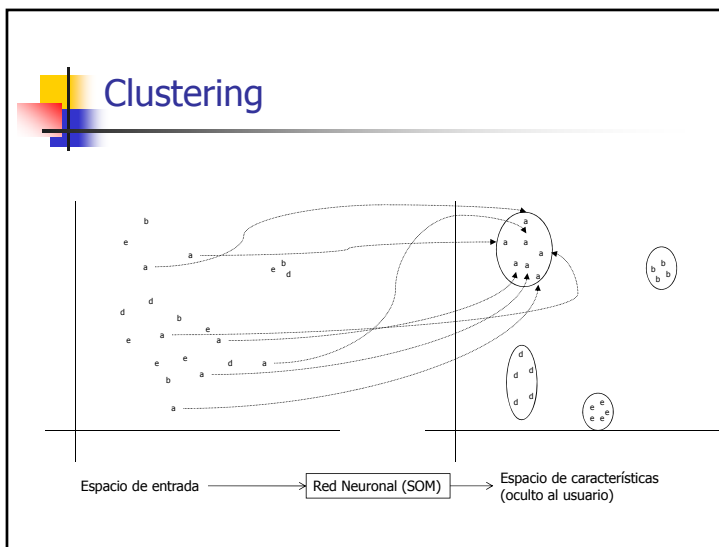 Clustering
b
e
a
a
b
e
d
d
d
b
e
e
a
a
e
e
d
a
b
a
a
a
a
a
a
a
a
a
b
b
b
b
d
d
d
d
d
e
e
e
e
e
Espacio de entrada
Red Neuronal (SOM)
Espacio de características
(oculto al usuario)